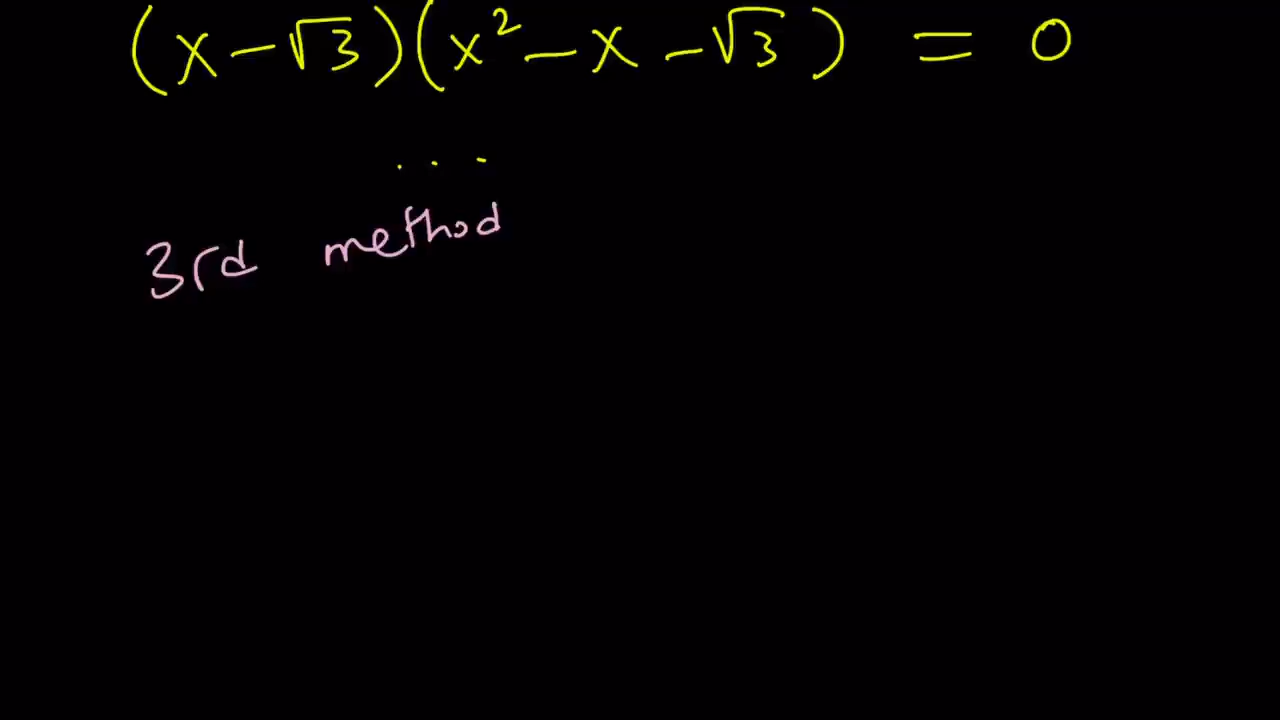 (x-√3)(x²-x-√3) = 0
...
3rd method